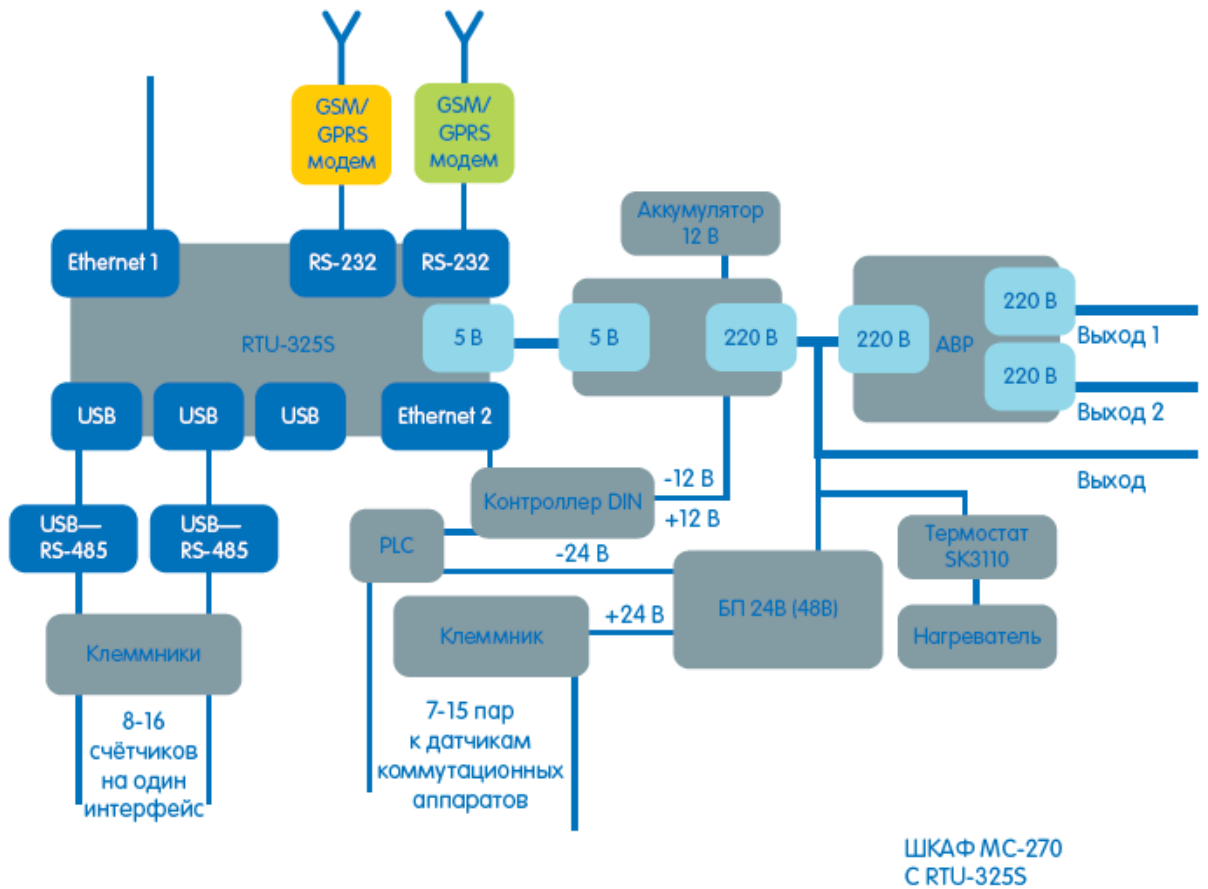 GSM/
GPRS
модем
GSM/
GPRS
модем
Аккумулятор
12 В
Ethernet 1
RS-232
RS-232
RTU-325S
5 В
5 В
220 В
220 В
АВР
220 В
220 В
Выход 1
Выход 2
Выход
USB
USB
USB
Ethernet 2
USB—
RS-485
USB—
RS-485
Контроллер DIN
-12 В
+12 В
PLC
-24 В
+24 В
БП 24В (48В)
Термостат
SK3110
Нагреватель
Клеммники
Клеммник
8-16
счётчиков
на один
интерфейс
7-15 пар
к датчикам
коммутационных
аппаратов
ШКАФ МС-270
С RTU-325S